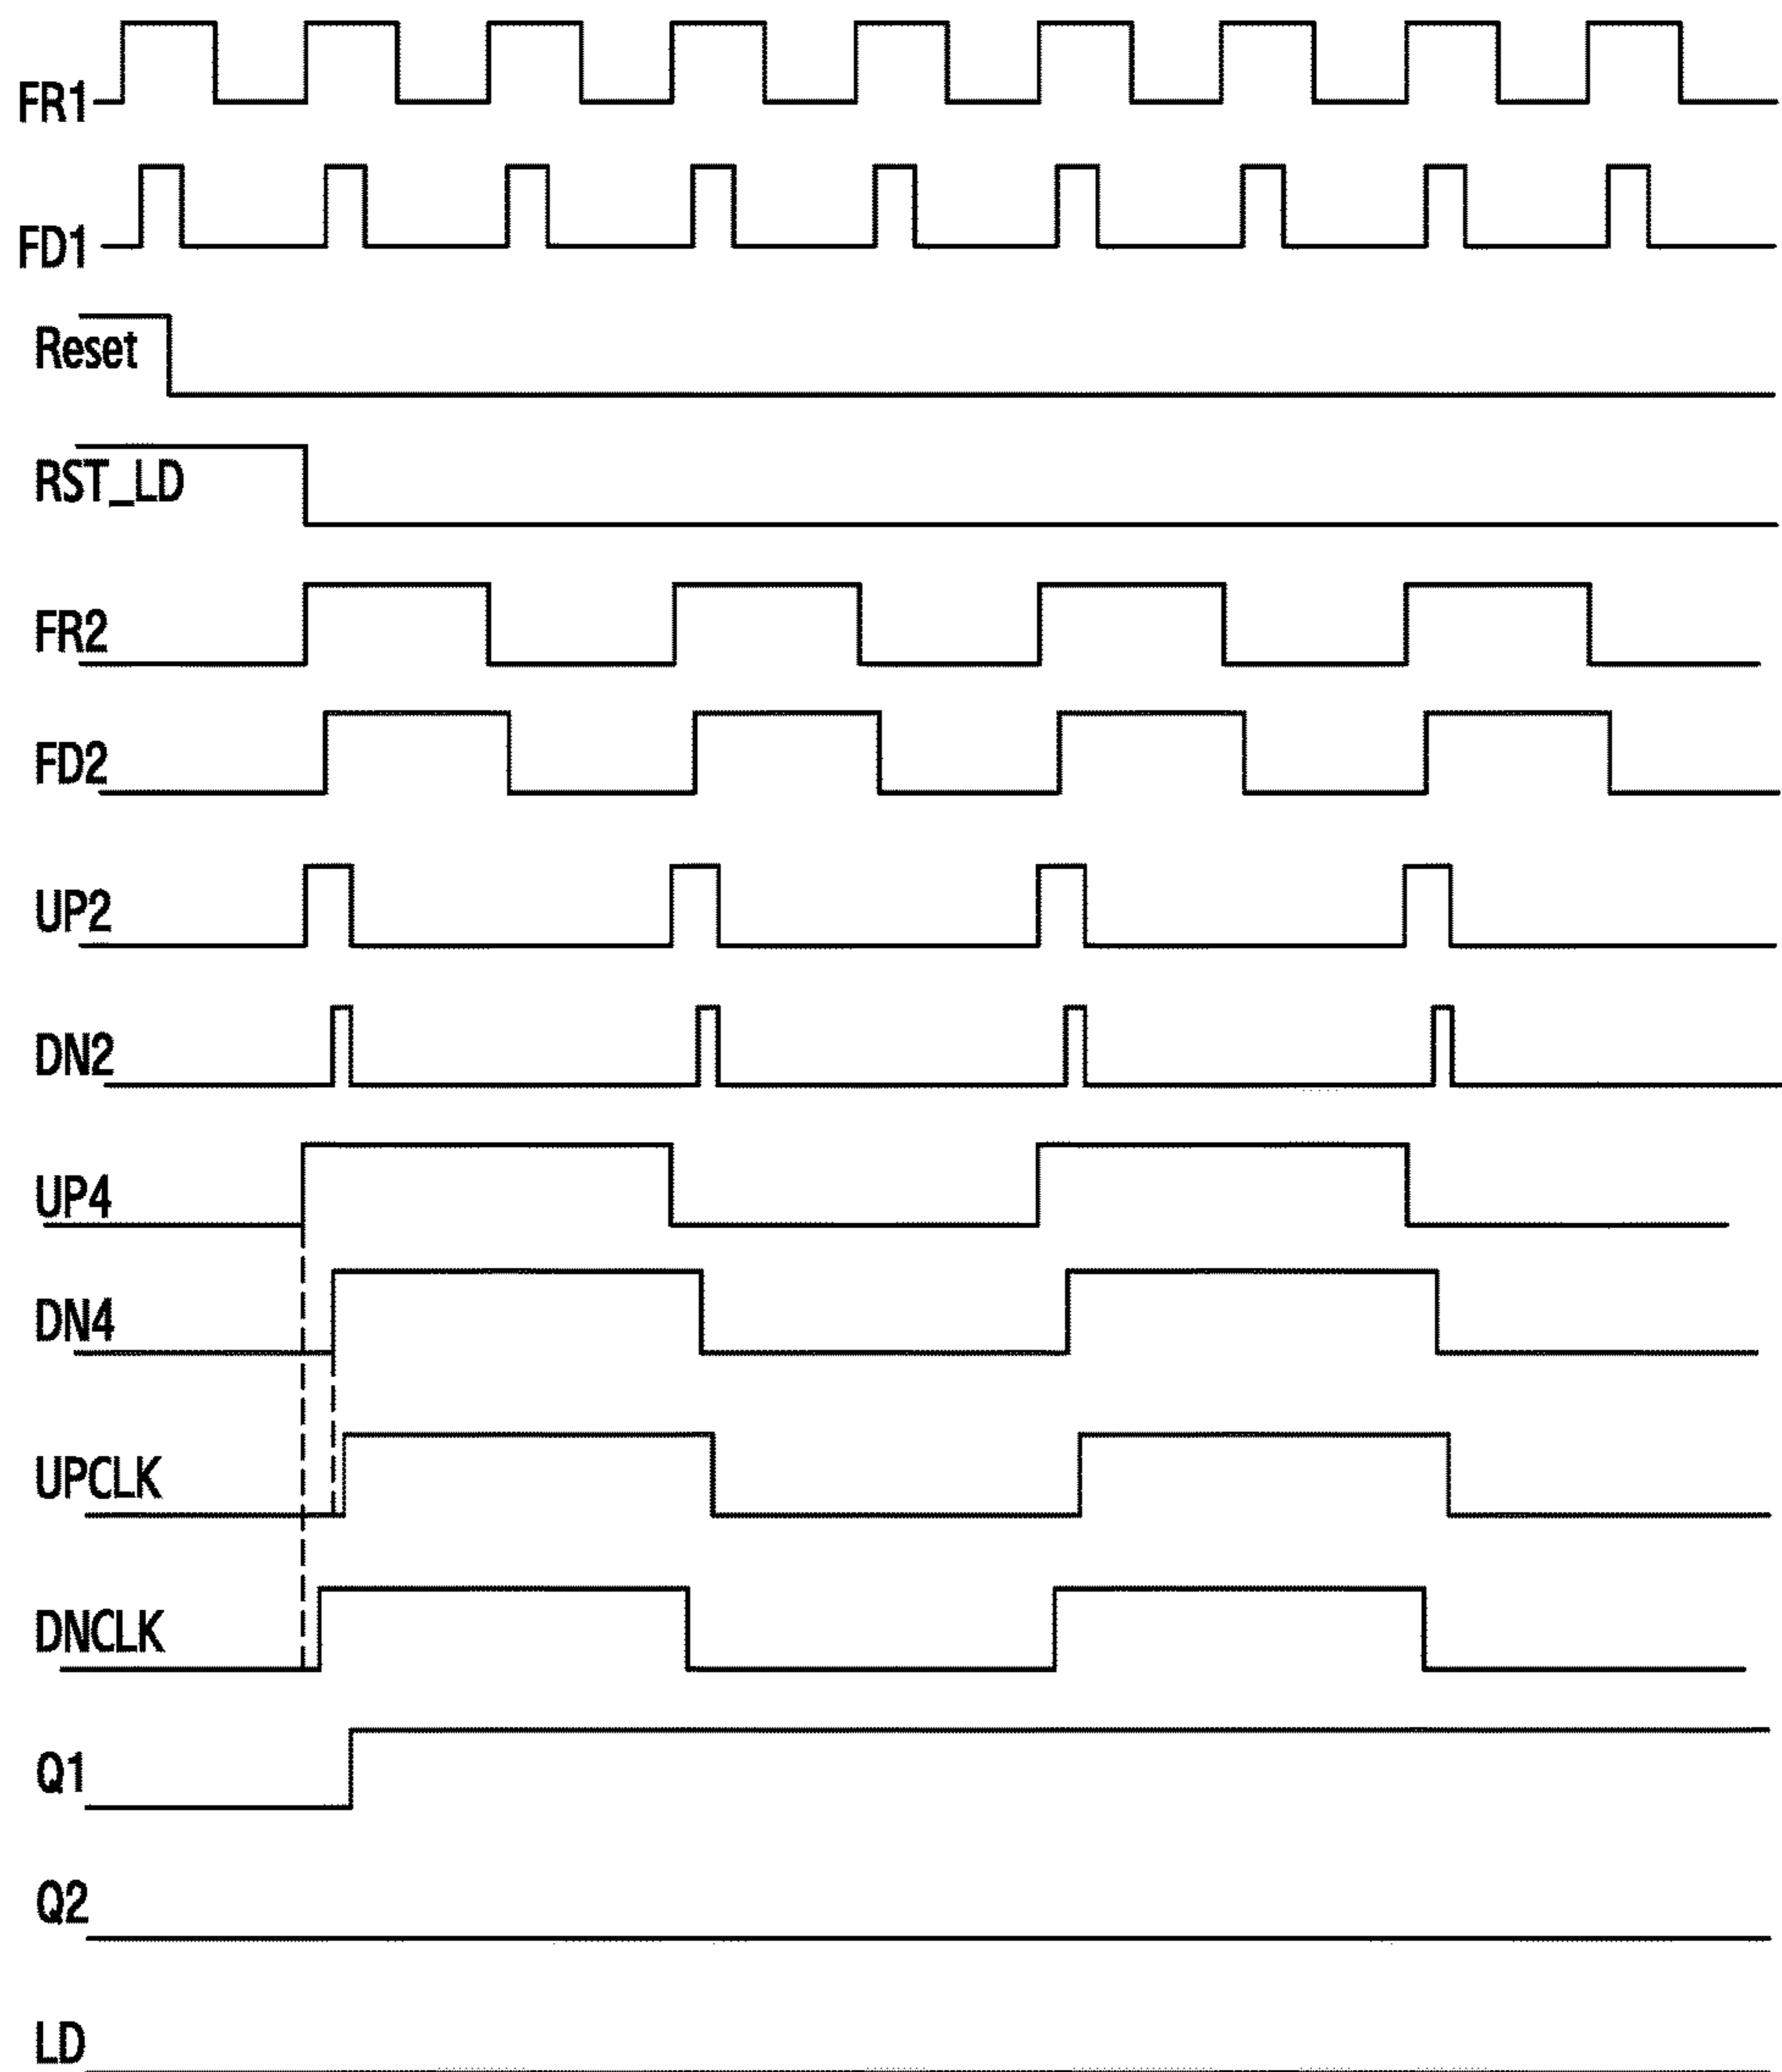 FR1
FD1
Reset
RST_LD
FR2
FD2
UP2
DN2
UP4
DN4
UPCLK
DNCLK
Q1
Q2
LD